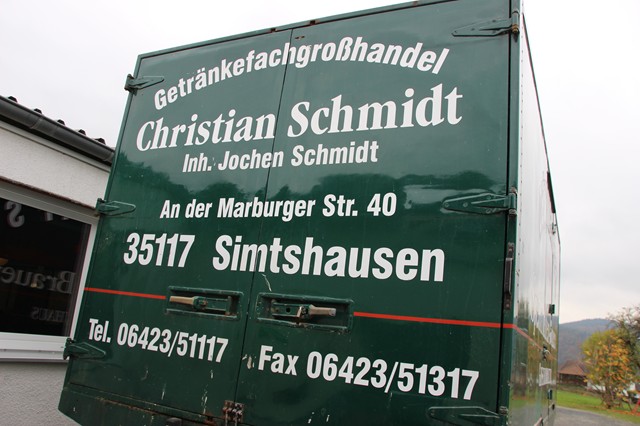 Getränkefachgroßhandel
Christian Schmidt
Inh. Jochen Schmidt
An der Marburger Str. 40
35117 Simtshausen
Tel. 06423/51117
Fax 06423/51317